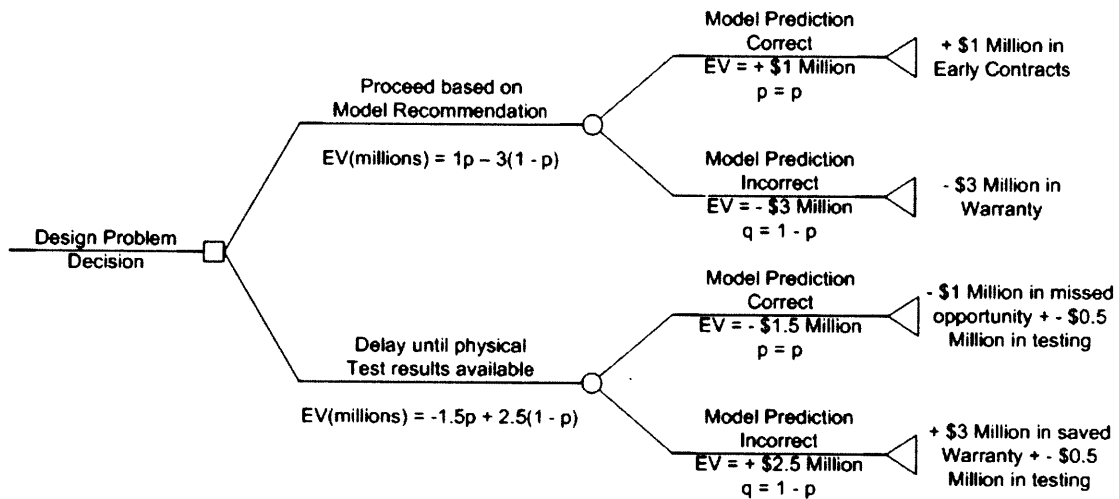 Design Problem
Decision
Proceed based on
Model Recommendation
EV(millions) = 1p – 3(1 - p)
Model Prediction
Correct
EV = + $1 Million
p = p
+ $1 Million in
Early Contracts
Model Prediction
Incorrect
EV = - $3 Million
q = 1 - p
- $3 Million in
Warranty
Delay until physical
Test results available
EV(millions) = -1.5p + 2.5(1 - p)
Model Prediction
Correct
EV = - $1.5 Million
p = p
- $1 Million in missed
opportunity + - $0.5
Million in testing
Model Prediction
Incorrect
EV = + $2.5 Million
q = 1 - p
+ $3 Million in saved
Warranty + - $0.5
Million in testing